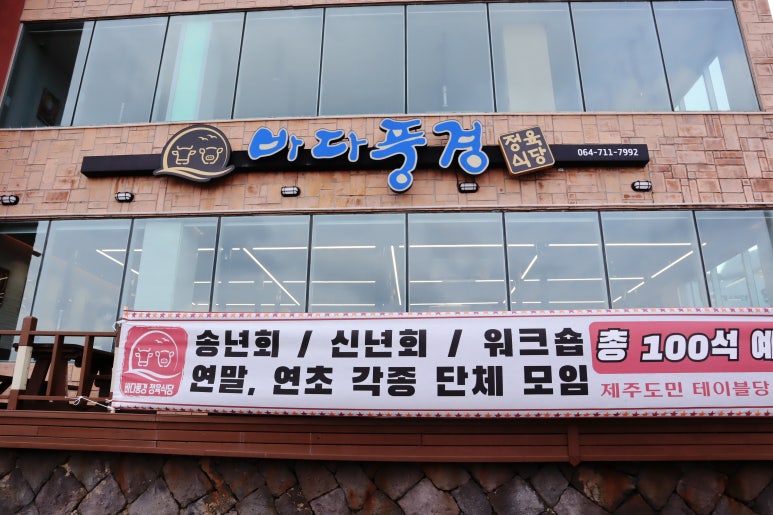 바다풍경 정육식당 064-711-7992
송년회 / 신년회 / 워크숍 총 100석 예
연말, 연초 각종 단체 모임 제주도민 테이블당
바다풍경 정육식당